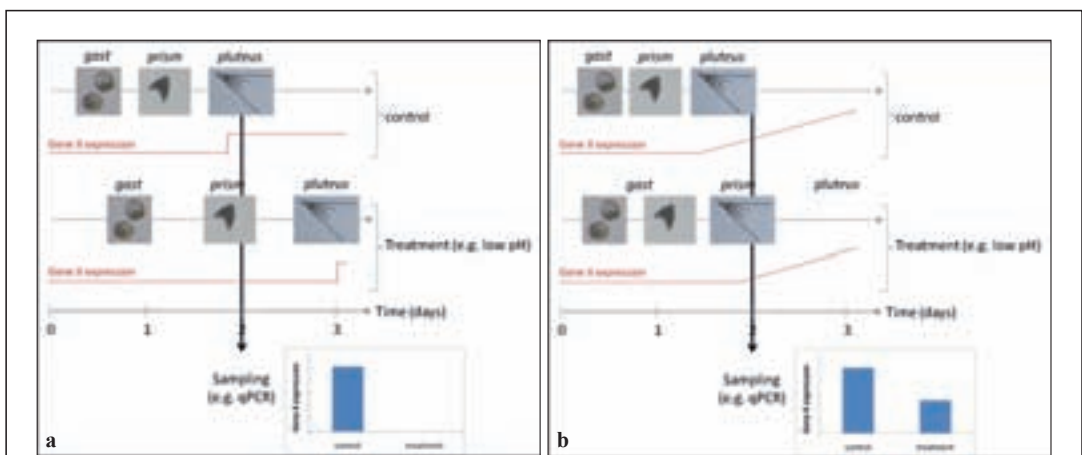 gast prism pluteus
control
Gene X expression
gast prism pluteus
Treatment (e.g. low pH)
Gene X expression
Time (days)
0 1 2 3
Sampling
(e.g. qPCR)
control treatment
a
gast prism pluteus
control
Gene X expression
gast prism pluteus
Treatment (e.g. low pH)
Gene X expression
Time (days)
0 1 2 3
Sampling
(e.g. qPCR)
control treatment
b